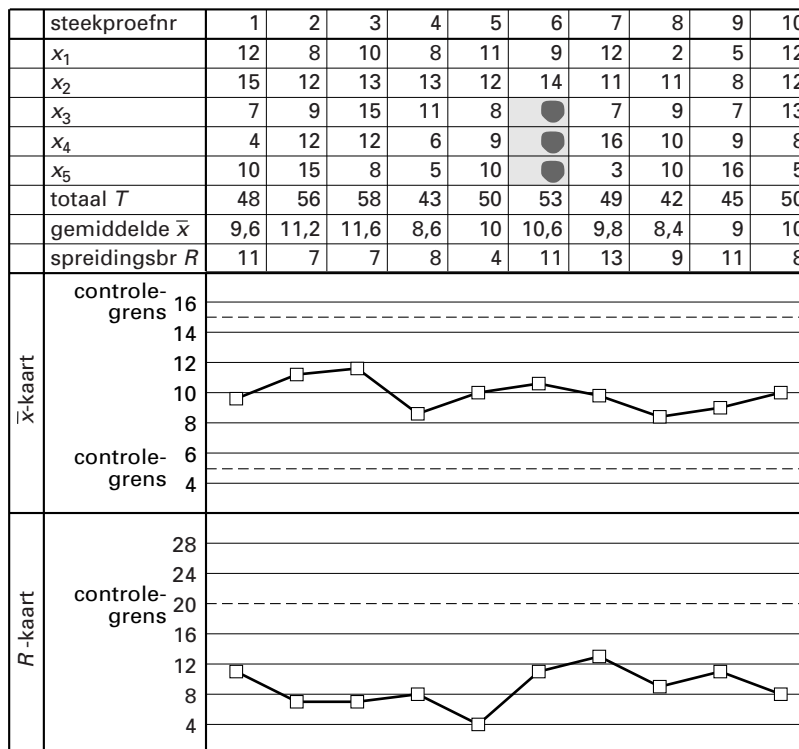 steekproefnr 1 2 3 4 5 6 7 8 9 10
x1 12 8 10 8 11 9 12 2 5 12
x2 15 12 13 13 12 14 11 11 8 12
x3 7 9 15 11 8 7 9 7 13
x4 4 12 12 6 9 16 10 9 8
x5 10 15 8 5 10 3 10 16 5
totaal T 48 56 58 43 50 53 49 42 45 50
gemiddelde x̅ 9,6 11,2 11,6 8,6 10 10,6 9,8 8,4 9 10
spreidingsbr R 11 7 7 8 4 11 13 9 11 8
x̅-kaart
controle-
grens
16
14
12
10
8
6
controle-
grens
4
R-kaart
28
24
controle-
grens
20
16
12
8
4